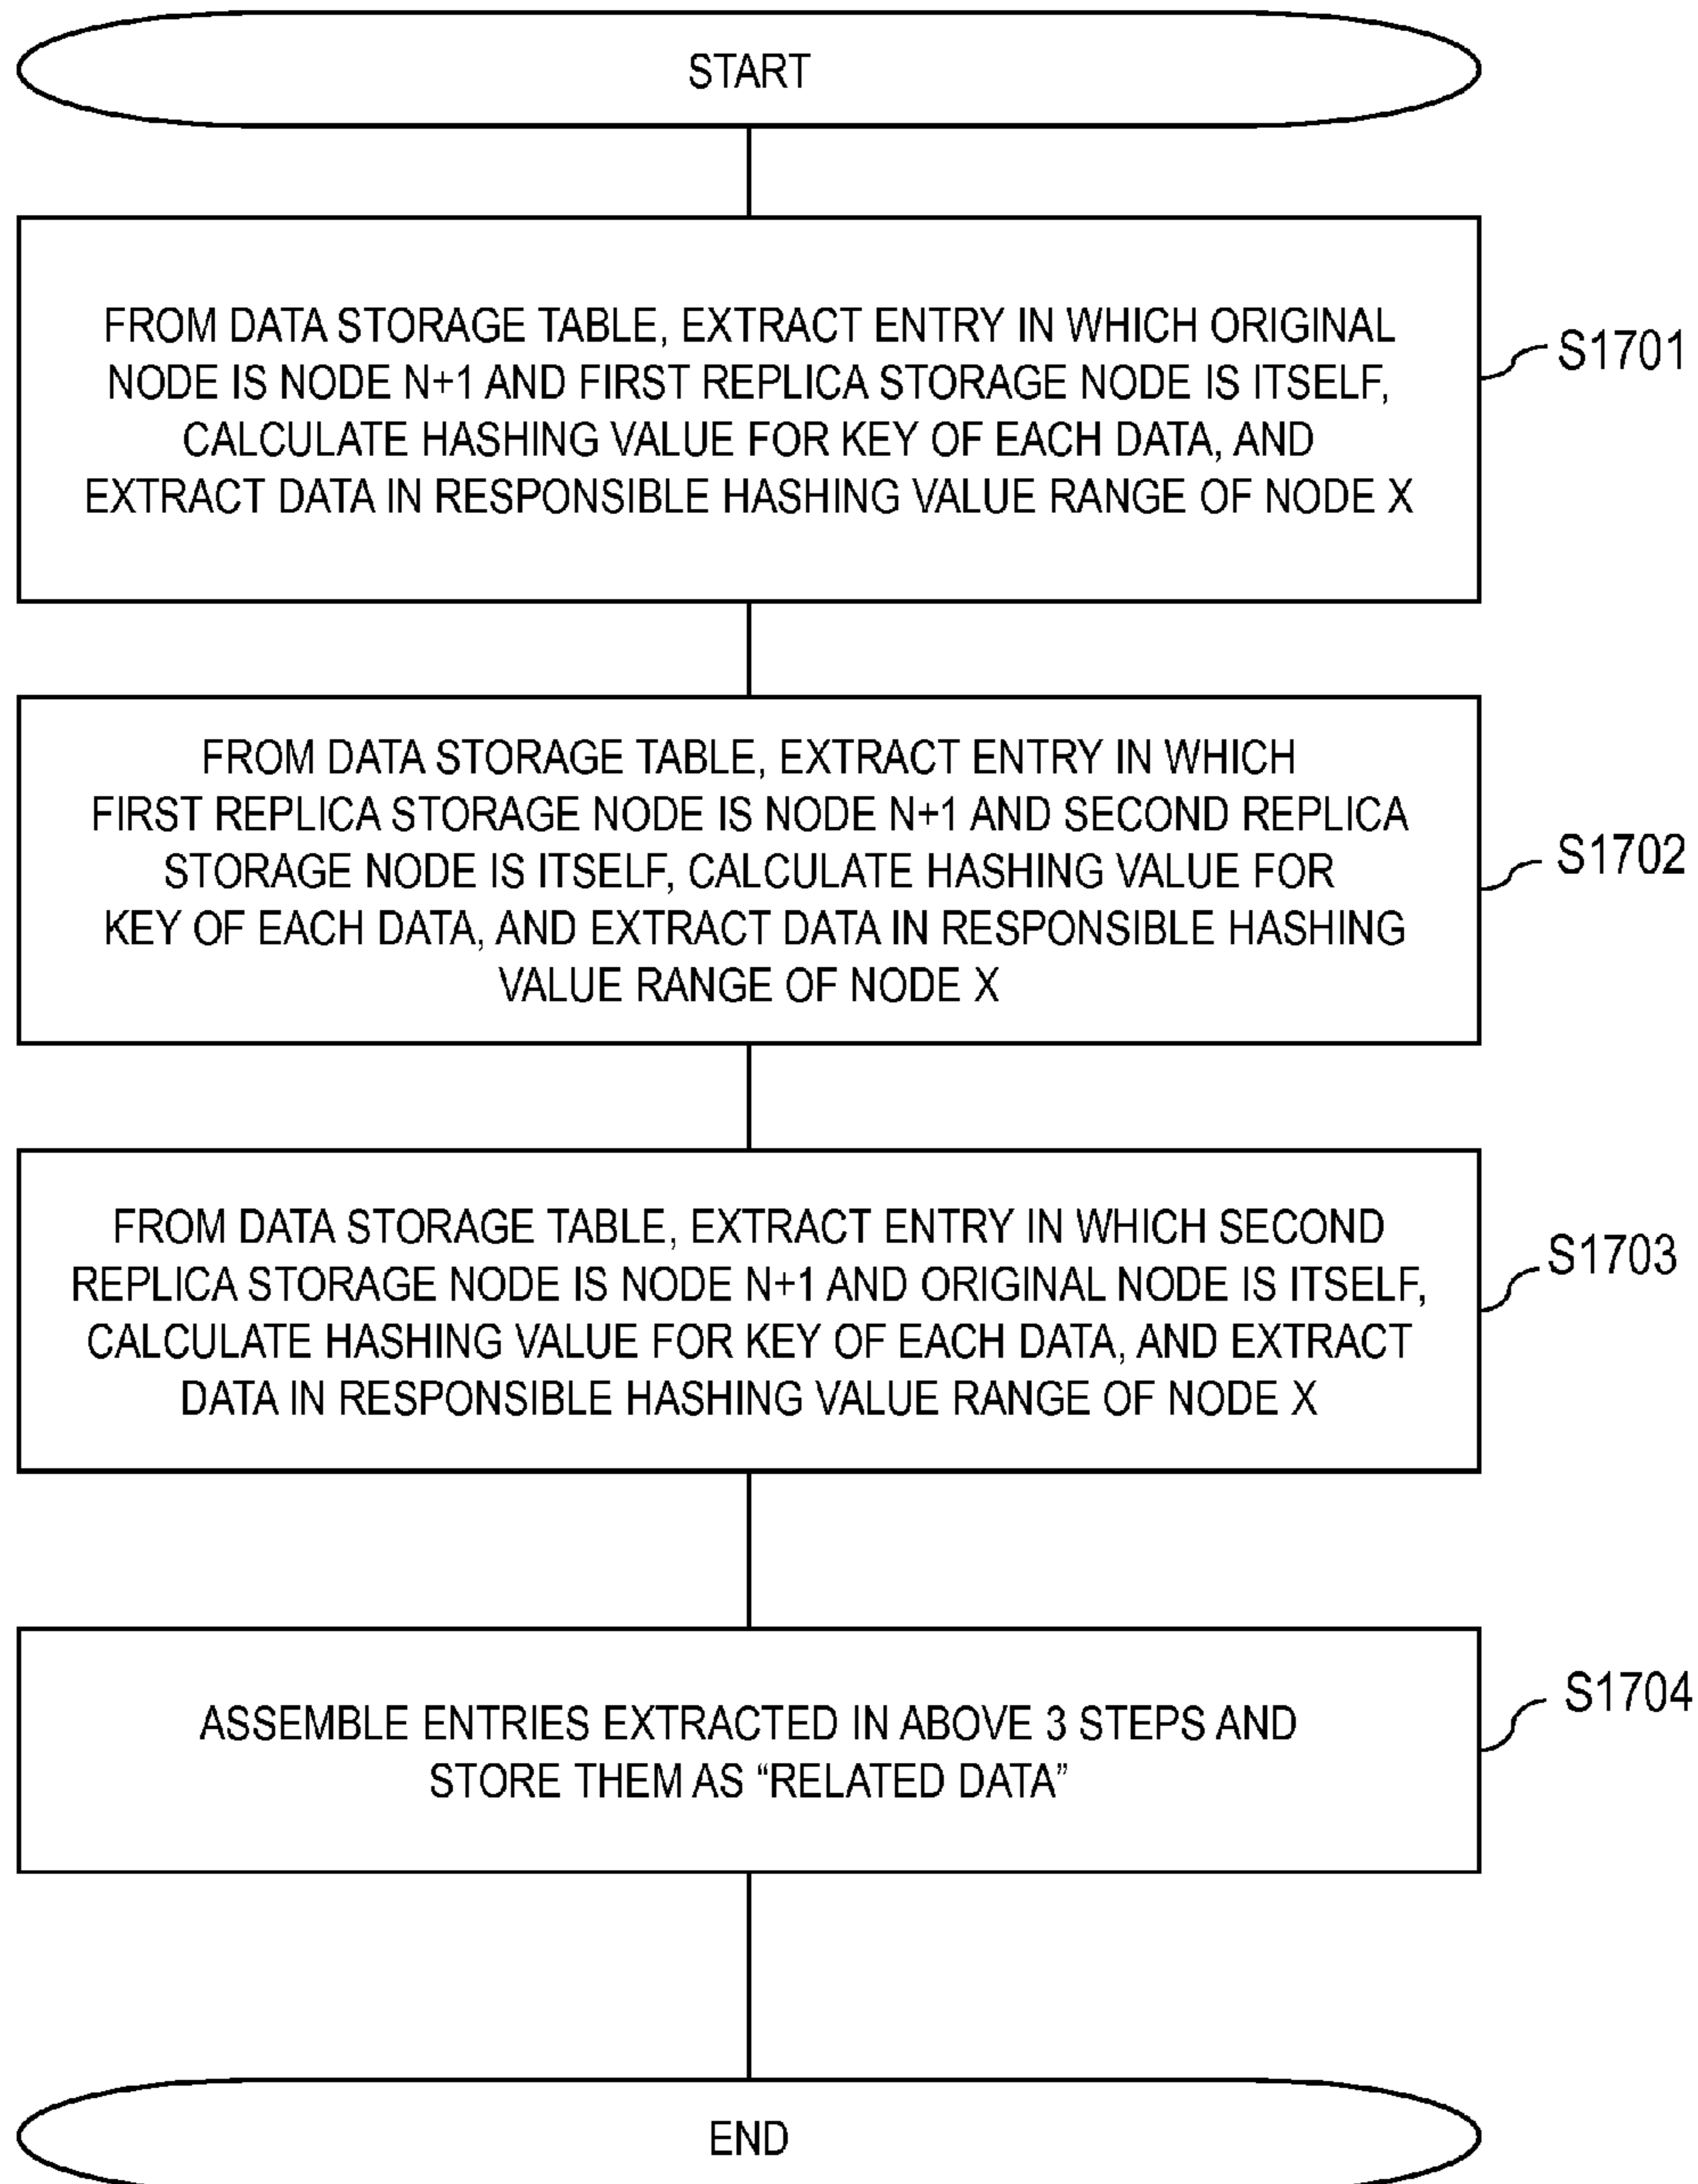 START
FROM DATA STORAGE TABLE, EXTRACT ENTRY IN WHICH ORIGINAL
NODE IS NODE N+1 AND FIRST REPLICA STORAGE NODE IS ITSELF,
CALCULATE HASHING VALUE FOR KEY OF EACH DATA, AND
EXTRACT DATA IN RESPONSIBLE HASHING VALUE RANGE OF NODE X
S1701
FROM DATA STORAGE TABLE, EXTRACT ENTRY IN WHICH
FIRST REPLICA STORAGE NODE IS NODE N+1 AND SECOND REPLICA
STORAGE NODE IS ITSELF, CALCULATE HASHING VALUE FOR
KEY OF EACH DATA, AND EXTRACT DATA IN RESPONSIBLE HASHING
VALUE RANGE OF NODE X
S1702
FROM DATA STORAGE TABLE, EXTRACT ENTRY IN WHICH SECOND
REPLICA STORAGE NODE IS NODE N+1 AND ORIGINAL NODE IS ITSELF,
CALCULATE HASHING VALUE FOR KEY OF EACH DATA, AND EXTRACT
DATA IN RESPONSIBLE HASHING VALUE RANGE OF NODE X
S1703
ASSEMBLE ENTRIES EXTRACTED IN ABOVE 3 STEPS AND
STORE THEM AS “RELATED DATA”
S1704
END